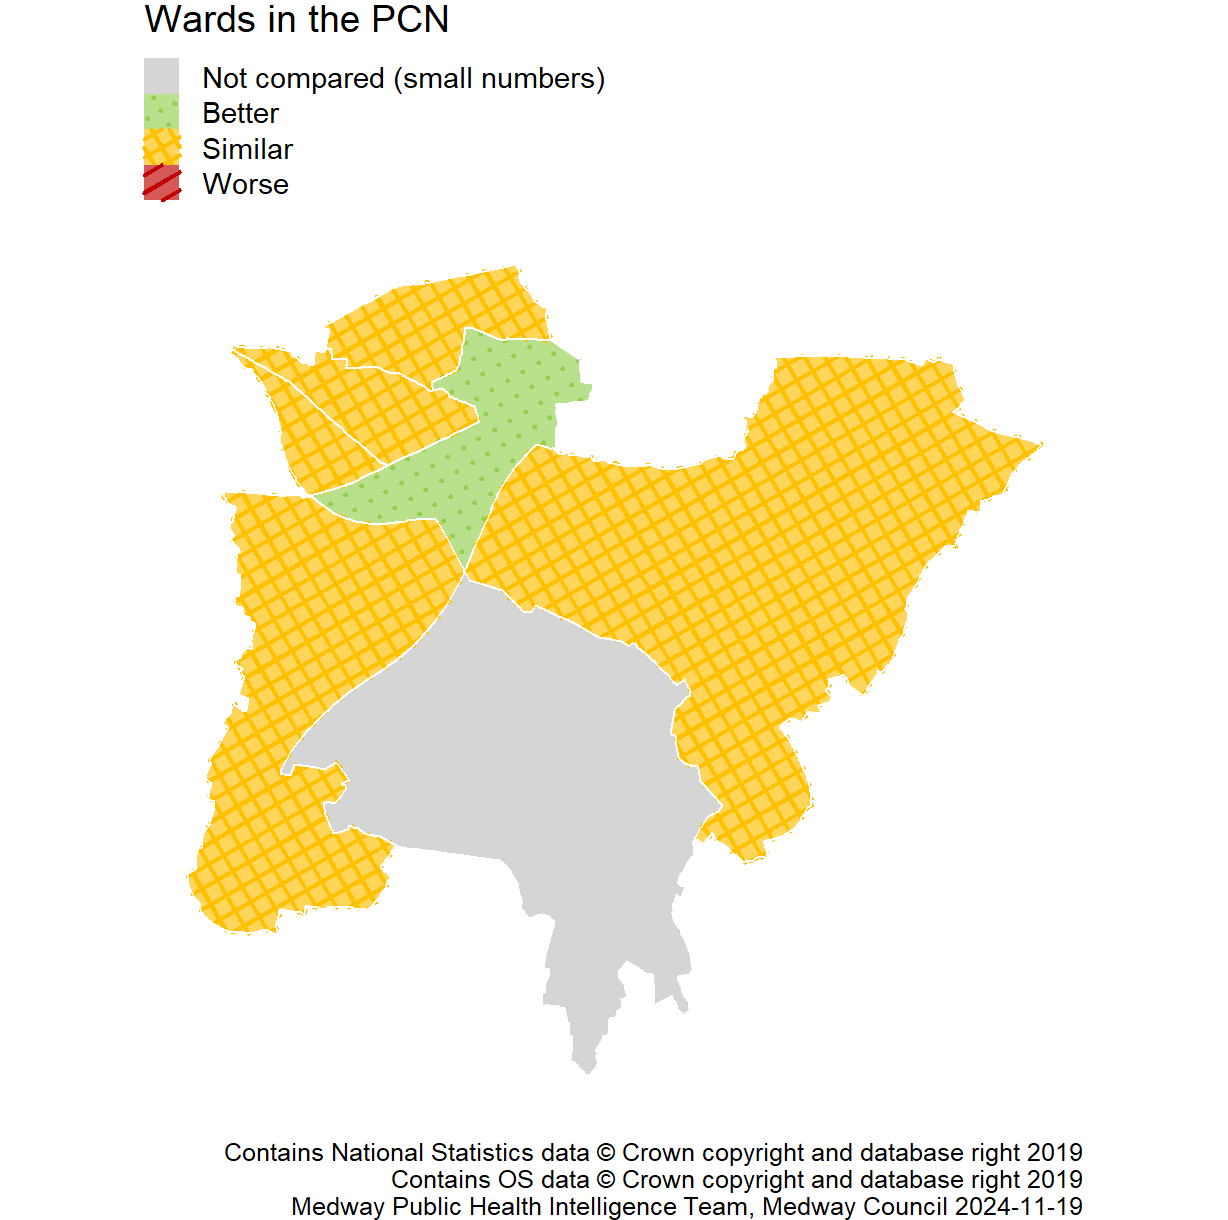 Wards in the PCN
Not compared (small numbers)
Better
Similar
Worse
Contains National Statistics data © Crown copyright and database right 2019
Contains OS data © Crown copyright and database right 2019
Medway Public Health Intelligence Team, Medway Council 2024-11-19